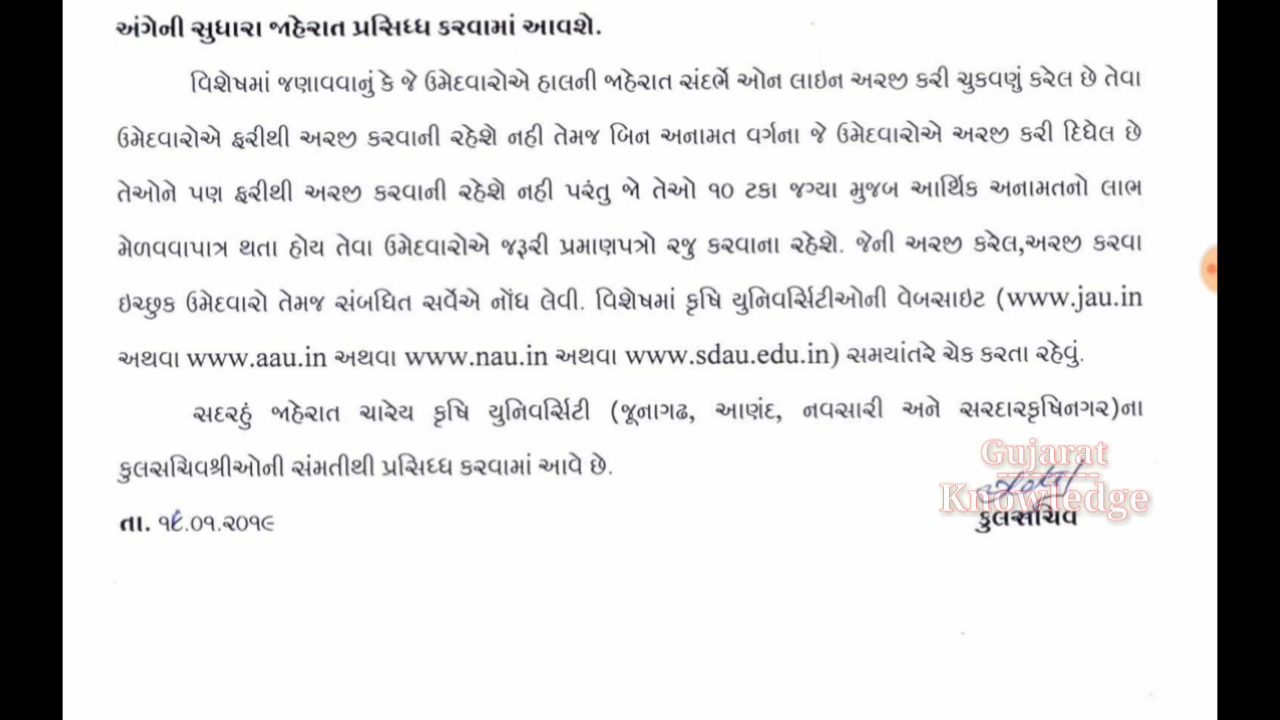 અંગેની સુધારા જાહેરાત પ્રસિધ્ધ કરવામાં આવશે.
વિશેષમાં જણાવવાનું કે જે ઉમેદવારોએ હાલની જાહેરાત સંદર્ભે ઓન લાઇન અરજી કરી ચુકવણું કરેલ છે તેવા
ઉમેદવારોએ ફરીથી અરજી કરવાની રહેશે નહી તેમજ બિન અનામત વર્ગના જે ઉમેદવારોએ અરજી કરી દિધેલ છે
તેઓને પણ ફરીથી અરજી કરવાની રહેશે નહી પરંતુ જો તેઓ ૧૦ ટકા જગ્યા મુજબ આર્થિક અનામતનો લાભ
મેળવવાપાત્ર થતા હોય તેવા ઉમેદવારોએ જરૂરી પ્રમાણપત્રો રજુ કરવાના રહેશે. જેની અરજી કરેલ,અરજી કરવા
ઇચ્છુક ઉમેદવારો તેમજ સંબધિત સર્વેએ નોંધ લેવી. વિશેષમાં કૃષિ યુનિવર્સિટીઓની વેબસાઇટ (www.jau.in
અથવા www.aau.in અથવા www.nau.in અથવા www.sdau.edu.in) સમયાંતરે ચેક કરતા રહેવું.
સદરહું જાહેરાત ચારેય કૃષિ યુનિવર્સિટી (જૂનાગઢ, આણંદ, નવસારી અને સરદારકૃષિનગર)ના
કુલસચિવશ્રીઓની સંમતીથી પ્રસિધ્ધ કરવામાં આવે છે.
Gujarat
Knowledge
તા. ૧૯.૦૧.૨૦૧૯
કુલસચિવ